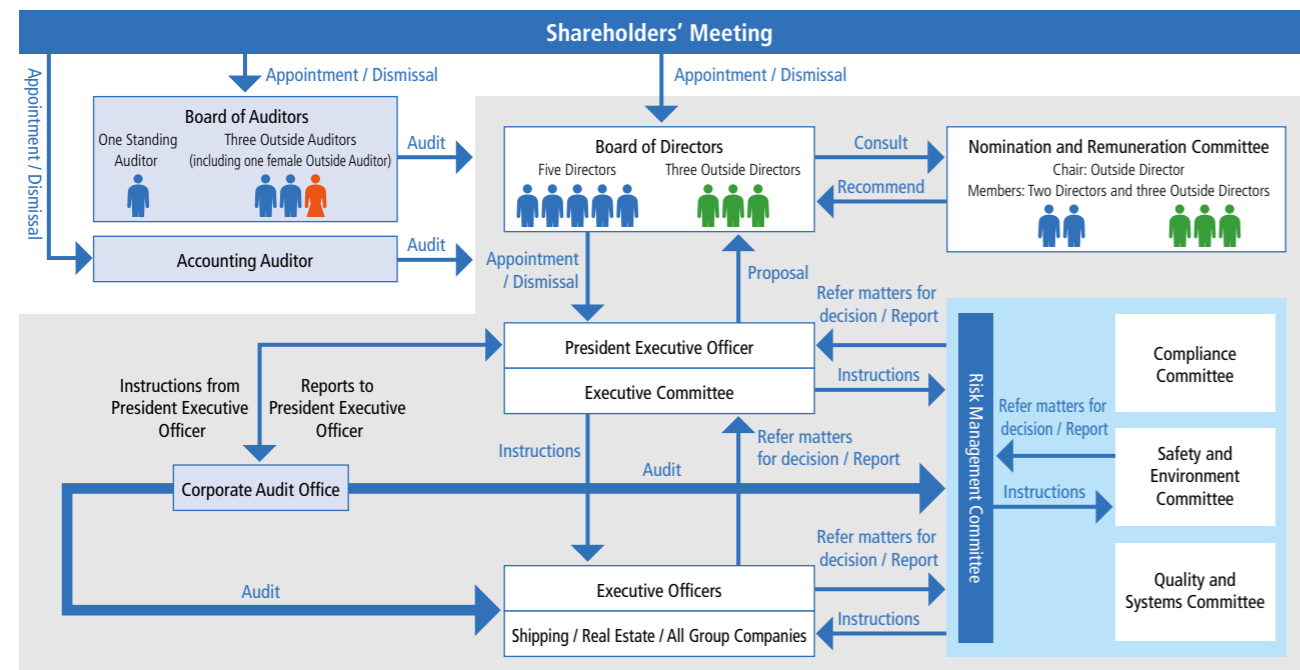 Shareholders’ Meeting
Appointment / Dismissal
Appointment / Dismissal
Appointment / Dismissal
Board of Auditors
One Standing
Auditor
Three Outside Auditors
(including one female Outside Auditor)
Audit
Board of Directors
Five Directors
Three Outside Directors
Consult
Recommend
Nomination and Remuneration Committee
Chair: Outside Director
Members: Two Directors and three Outside Directors
Accounting Auditor
Audit
Appointment
/ Dismissal
Proposal
Refer matters for
decision / Report
President Executive Officer
Executive Committee
Instructions
Instructions from
President Executive
Officer
Reports to
President Executive
Officer
Corporate Audit Office
Instructions
Refer matters
for decision / Report
Audit
Risk Management Committee
Compliance
Committee
Refer matters for
decision / Report
Instructions
Safety and
Environment
Committee
Quality and
Systems Committee
Audit
Executive Officers
Shipping / Real Estate / All Group Companies
Refer matters for
decision / Report
Instructions